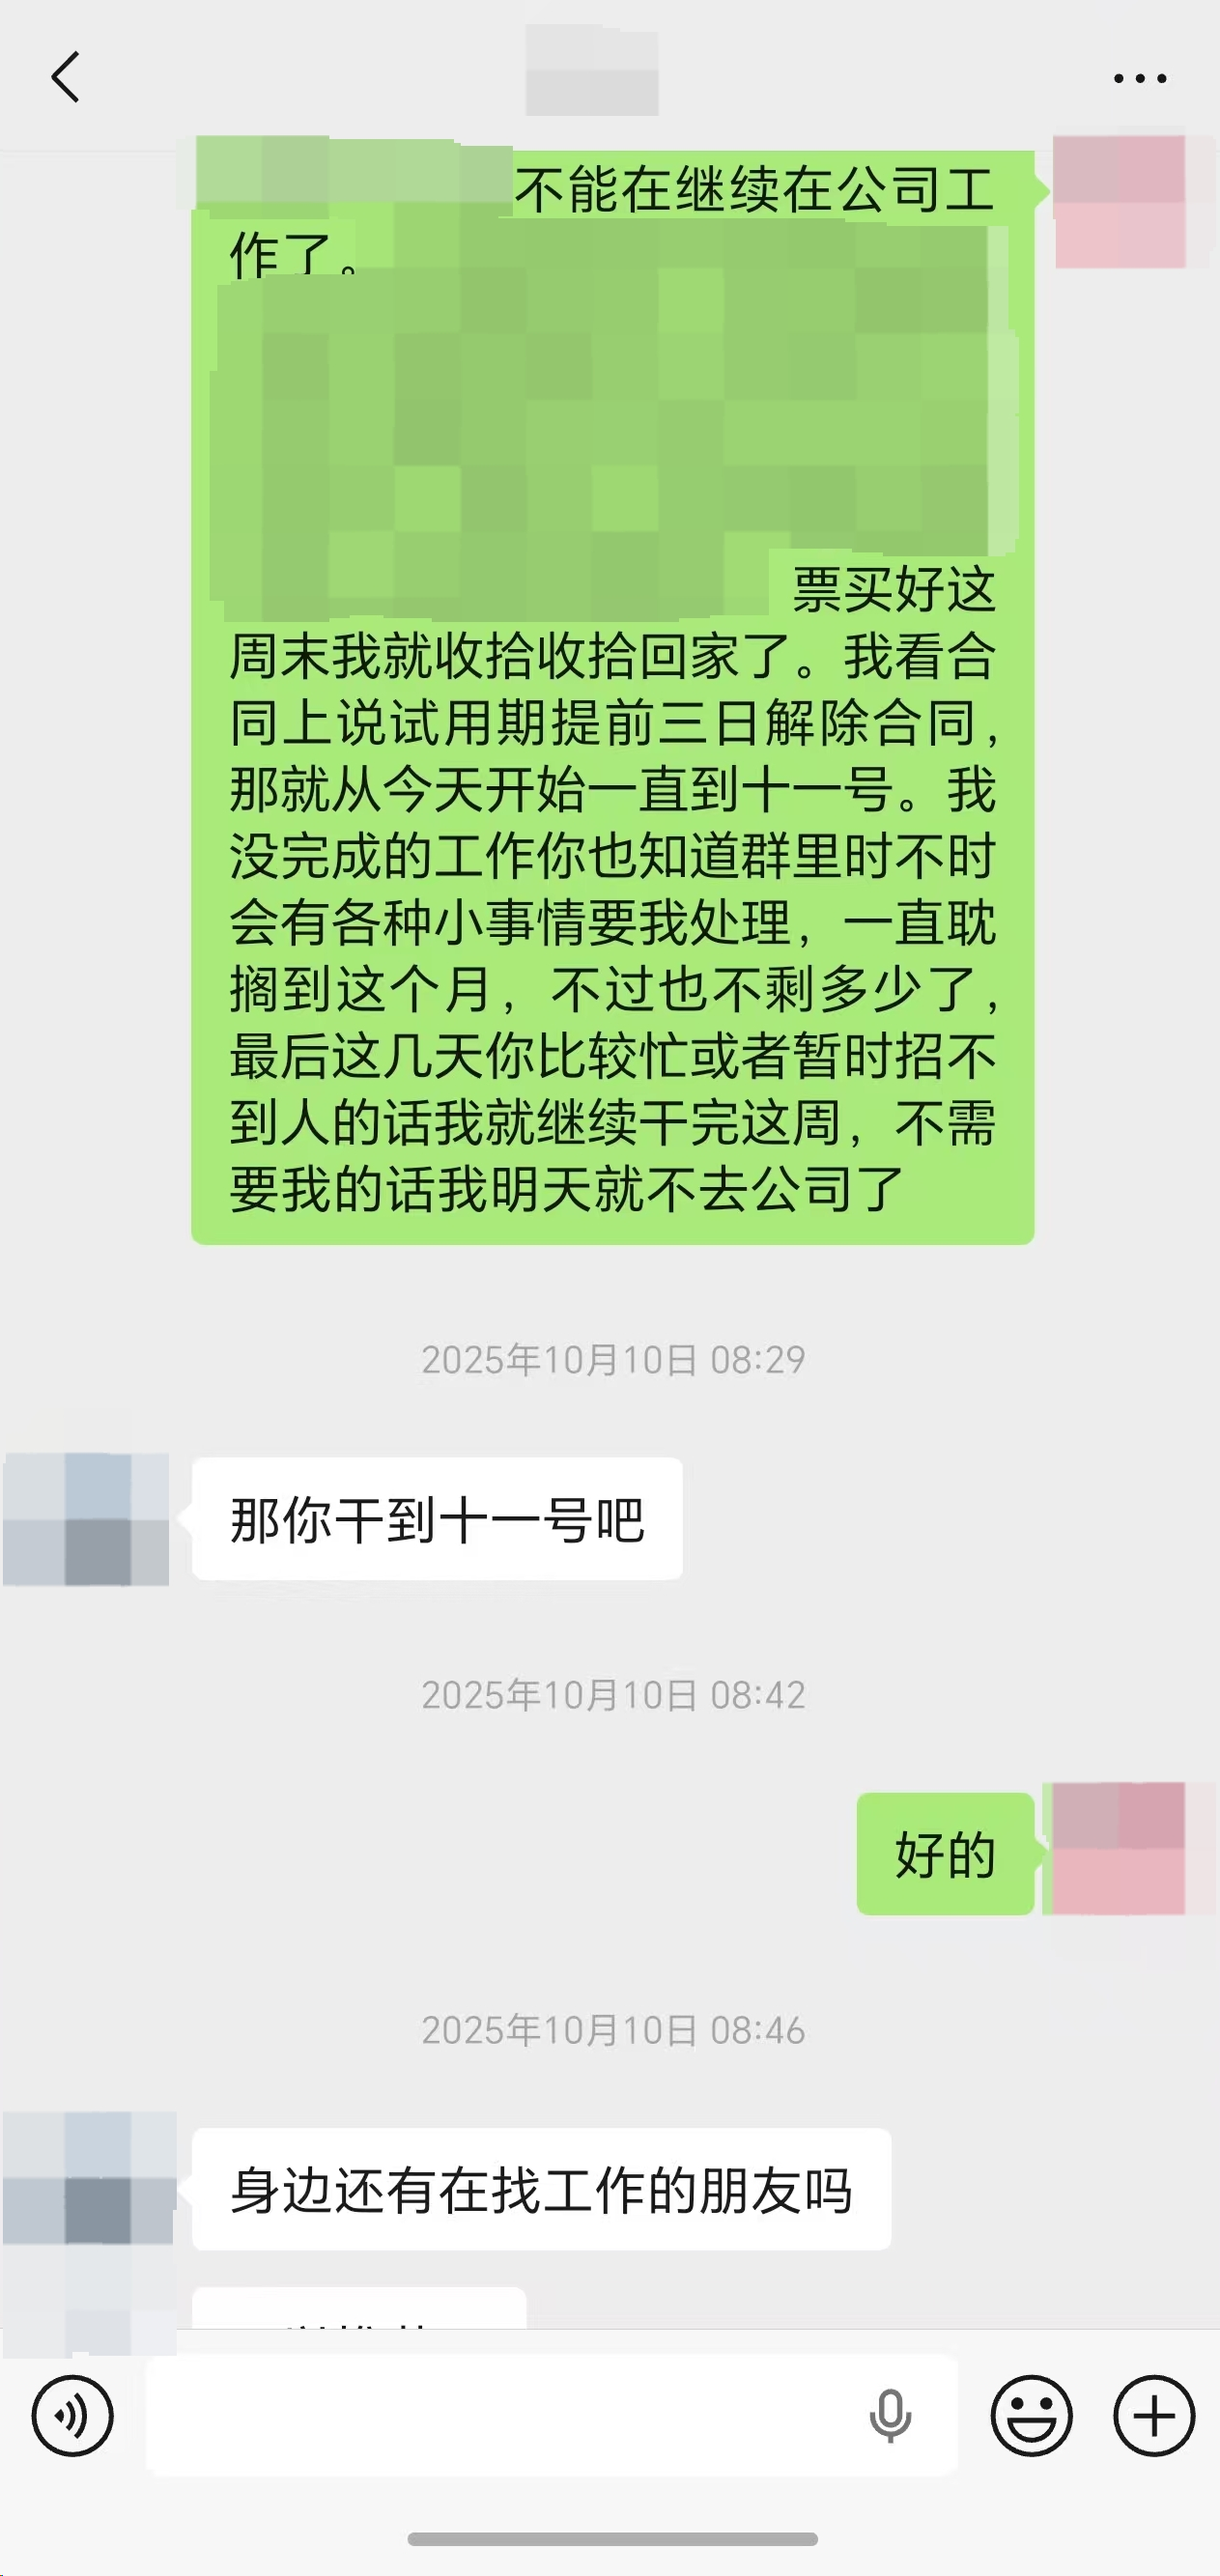 不能在继续在公司工
作了。
票买好这
周末我就收拾收拾回家了。我看合
同上说试用期提前三日解除合同,
那就从今天开始一直到十一号。我
没完成的工作你也知道群里时不时
会有各种小事情要我处理，一直耽
搁到这个月，不过也不剩多少了,
最后这几天你比较忙或者暂时招不
到人的话我就继续干完这周，不需
要我的话我明天就不去公司了
2025年10月10日 08:29
那你干到十一号吧
2025年10月10日 08:42
好的
2025年10月10日 08:46
身边还有在找工作的朋友吗